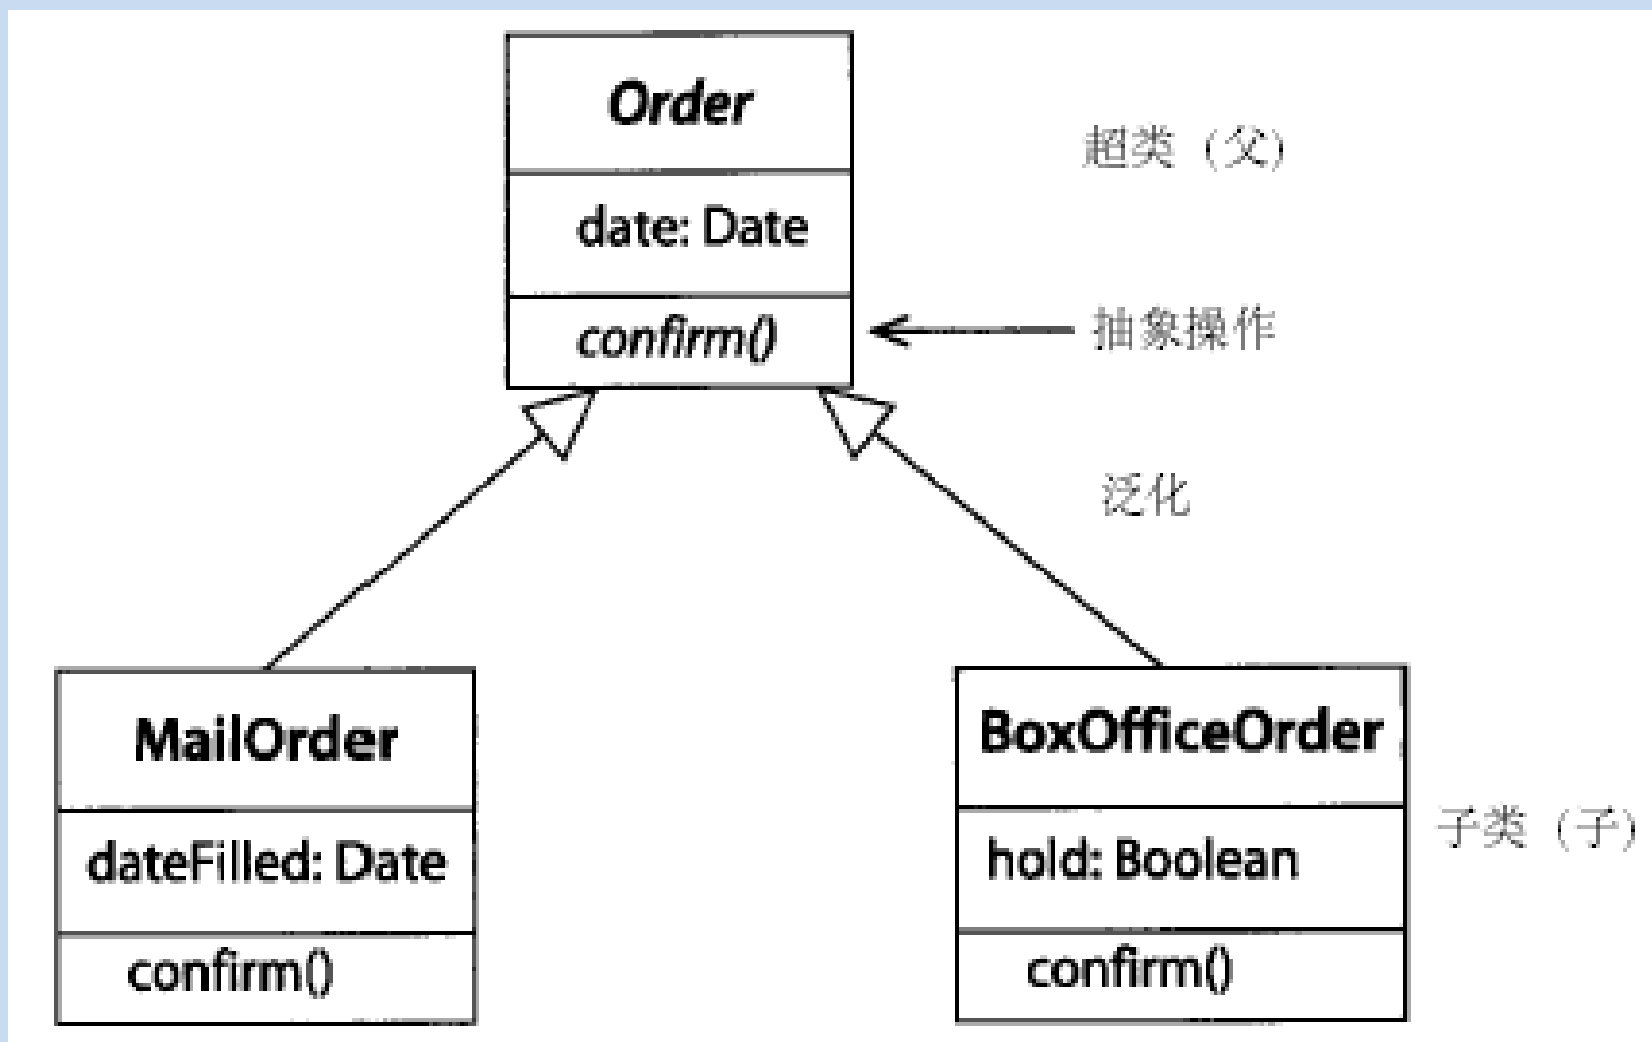 Order
超类（父）
date: Date
confirm()
抽象操作
泛化
MailOrder
dateFilled: Date
confirm()
BoxOfficeOrder
hold: Boolean
confirm()
子类（子）